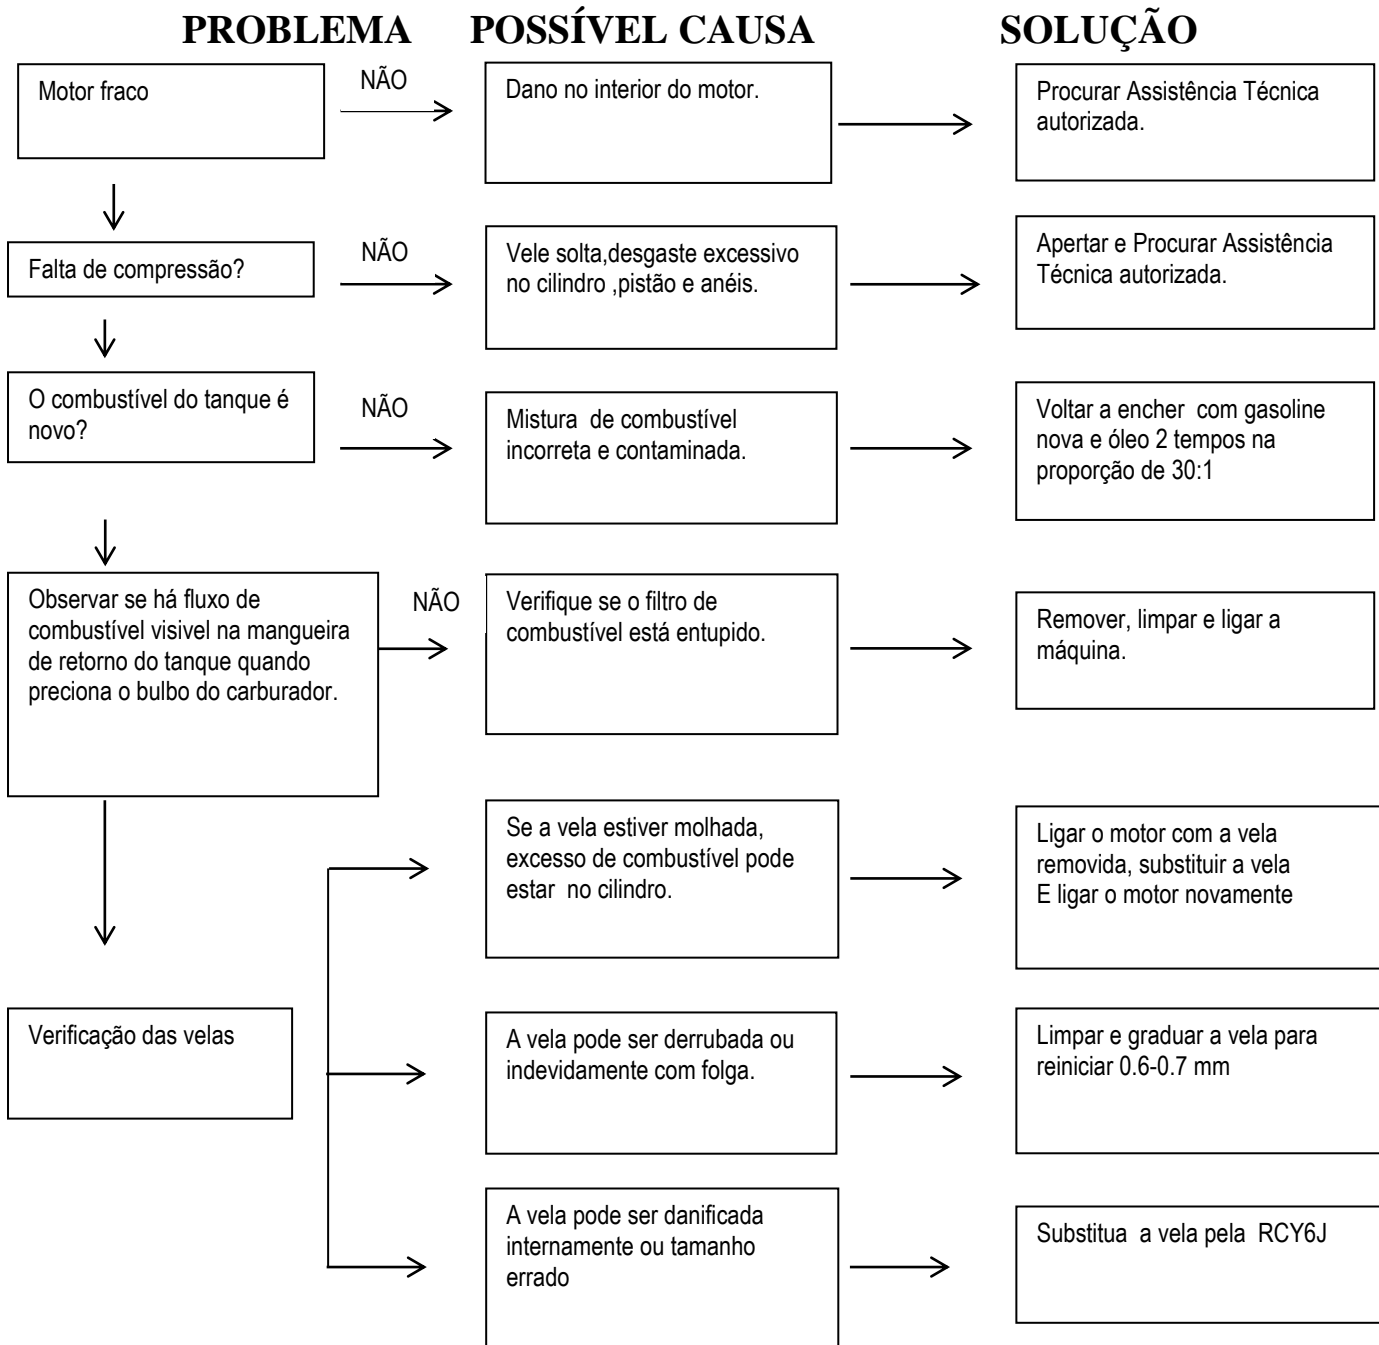 PROBLEMA POSSÍVEL CAUSA SOLUÇÃO
Motor fraco
NÃO
Dano no interior do motor.
Procurar Assistência Técnica
autorizada.
Falta de compressão?
NÃO
Vele solta,desgaste excessivo
no cilindro ,pistão e anéis.
Apertar e Procurar Assistência
Técnica autorizada.
O combustível do tanque é
novo?
NÃO
Mistura de combustível
incorreta e contaminada.
Voltar a encher com gasoline
nova e óleo 2 tempos na
proporção de 30:1
Observar se há fluxo de
combustível visivel na mangueira
de retorno do tanque quando
preciona o bulbo do carburador.
NÃO
Verifique se o filtro de
combustível está entupido.
Remover, limpar e ligar a
máquina.
Se a vela estiver molhada,
excesso de combustível pode
estar no cilindro.
Ligar o motor com a vela
removida, substituir a vela
E ligar o motor novamente
Verificação das velas
A vela pode ser derrubada ou
indevidamente com folga.
Limpar e graduar a vela para
reiniciar 0.6-0.7 mm
A vela pode ser danificada
internamente ou tamanho
errado
Substitua a vela pela RCY6J